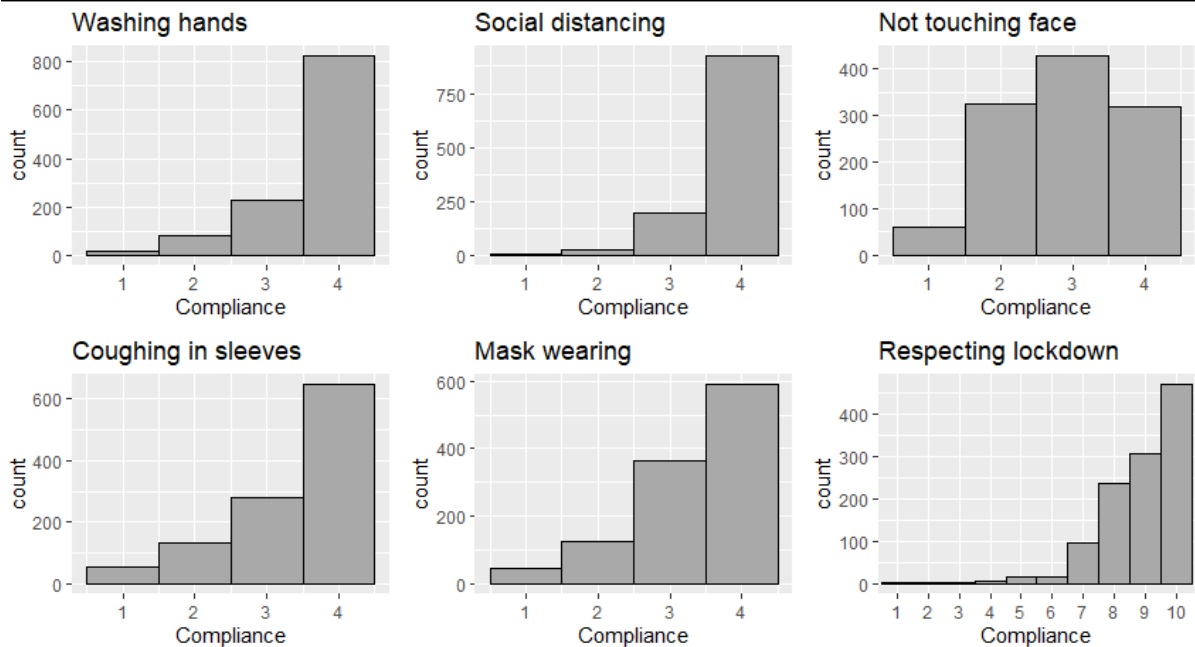 Washing hands
800
600
400
200
0
count
1 2 3 4
Compliance
Social distancing
750
500
250
0
count
1 2 3 4
Compliance
Not touching face
400
300
200
100
0
count
1 2 3 4
Compliance
Coughing in sleeves
600
400
200
0
count
1 2 3 4
Compliance
Mask wearing
600
400
200
0
count
1 2 3 4
Compliance
Respecting lockdown
400
300
200
100
0
count
1 2 3 4 5 6 7 8 9 10
Compliance